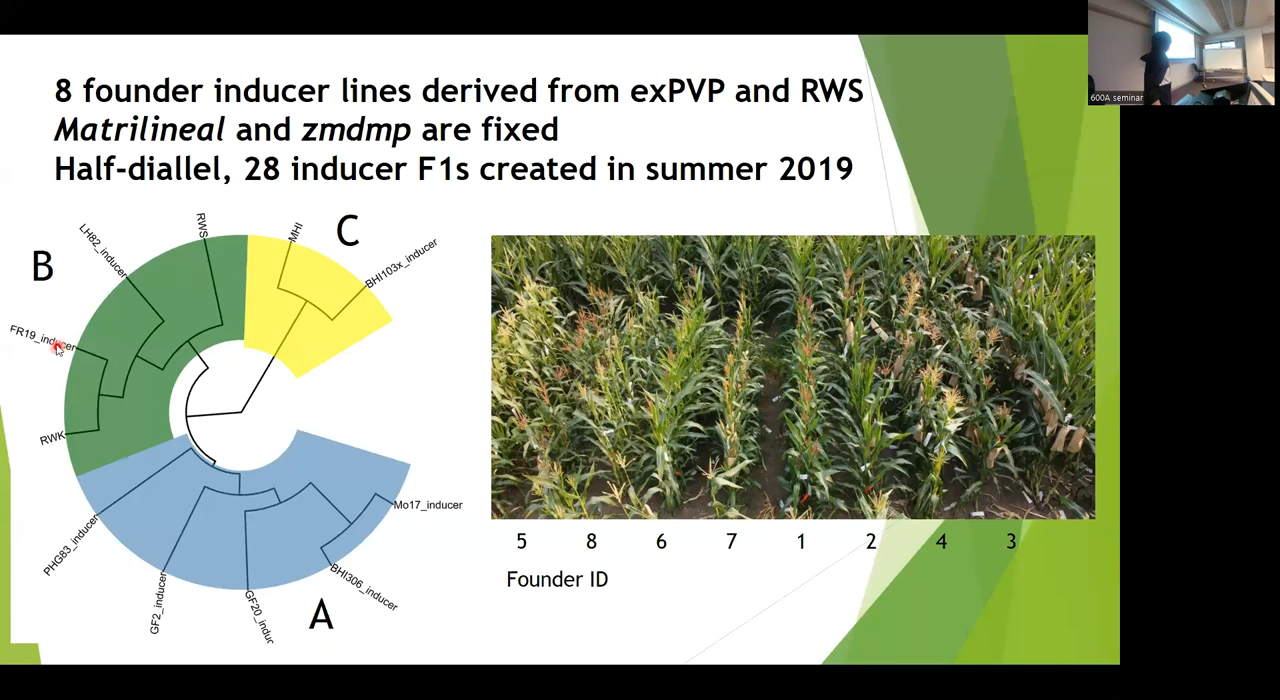 8 founder inducer lines derived from exPVP and RWS
Matrilineal and zmdmp are fixed
Half-diallel, 28 inducer F1s created in summer 2019
600A seminar
B
C
A
LH82_inducer
RWS
MHI
BHI103x_inducer
FR19_inducer
RWK
PHG83_inducer
GF2_inducer
GF20_induc
BHI306_inducer
Mo17_inducer
5 8 6 7 1 2 4 3
Founder ID